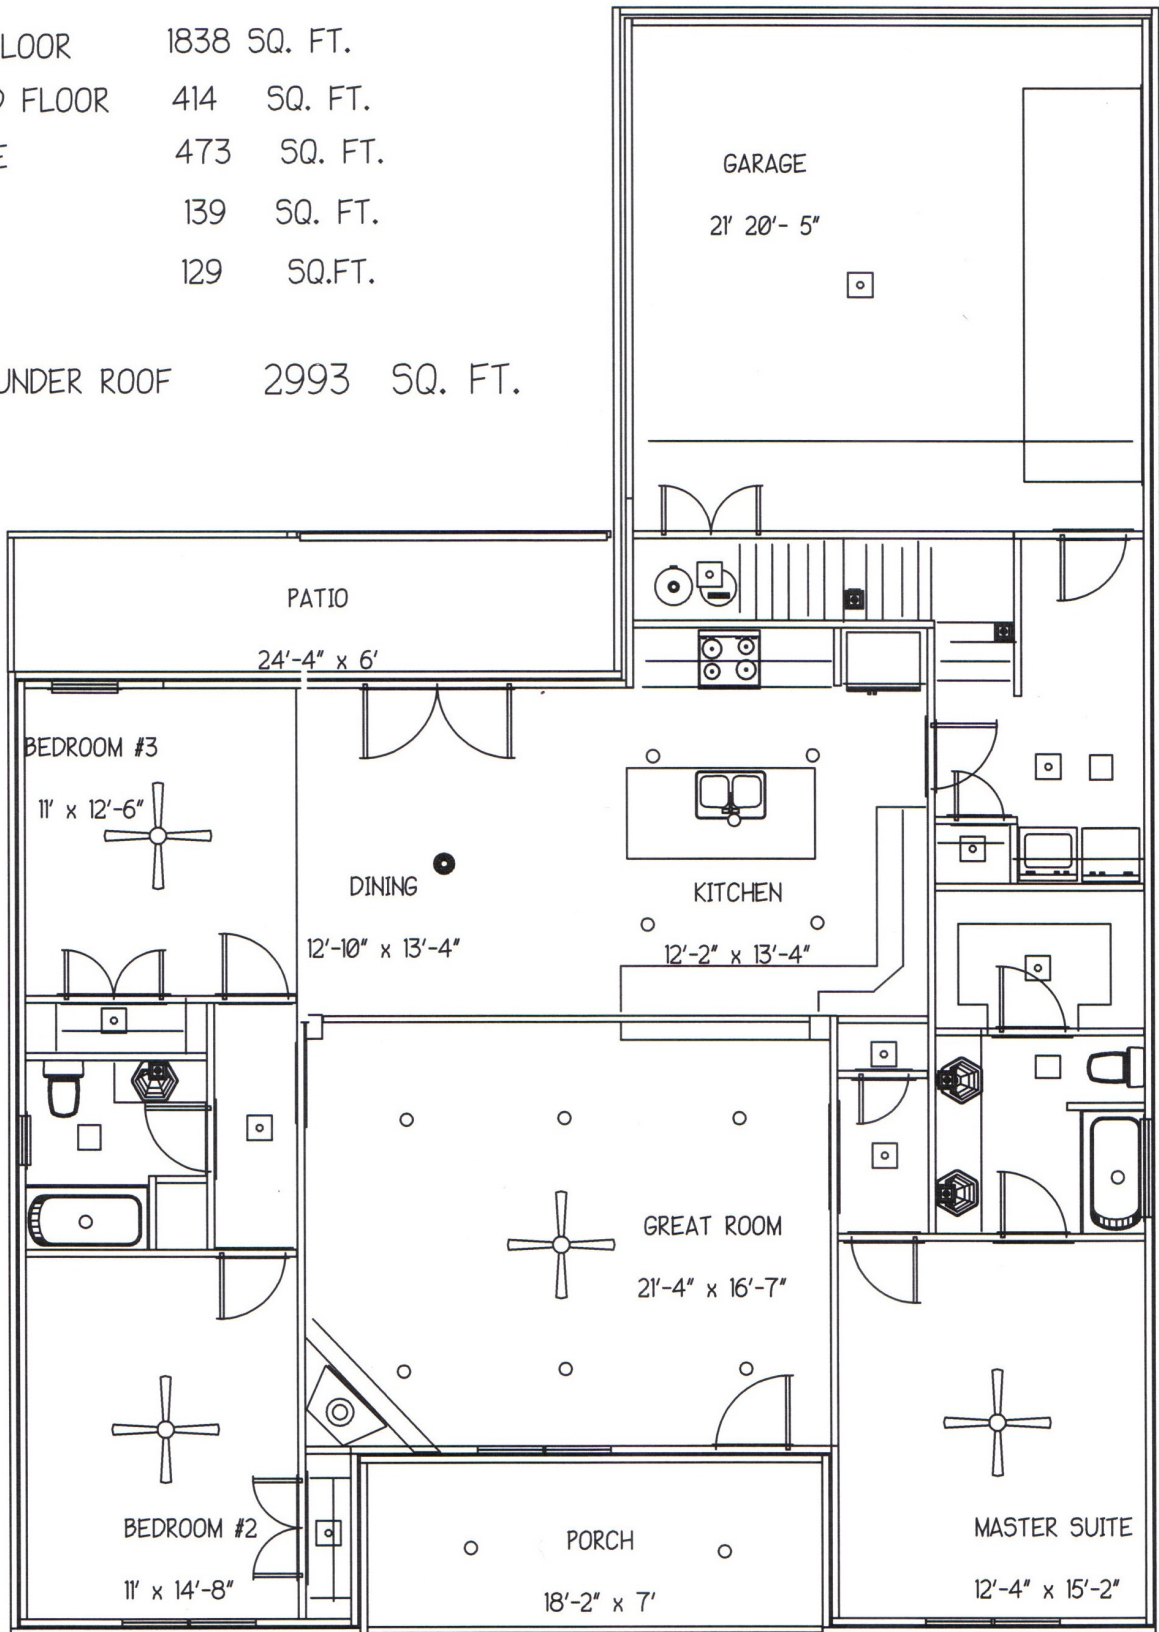 LOOR 1838 SQ. FT.
FLOOR 414 SQ. FT.
E 473 SQ. FT.
139 SQ. FT.
129 SQ.FT.
UNDER ROOF 2993 SQ. FT.
GARAGE
21' 20'- 5"
PATIO
24'-4" x 6'
BEDROOM #3
11' x 12'-6"
DINING
12'-10" x 13'-4"
KITCHEN
12'-2" x 13'-4"
GREAT ROOM
21'-4" x 16'-7"
BEDROOM #2
11' x 14'-8"
PORCH
18'-2" x 7'
MASTER SUITE
12'-4" x 15'-2"